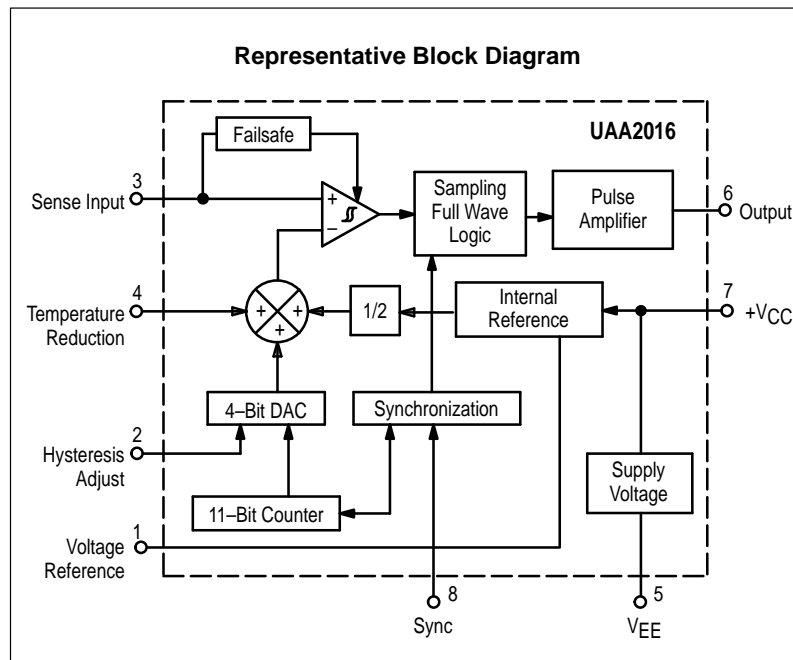 Representative Block Diagram
UAA2016
Failsafe
3
Sense Input
+
−
Sampling
Full Wave
Logic
Pulse
Amplifier
6
Output
4
Temperature
Reduction
+
+
+
1/2
Internal
Reference
7
+VCC
4–Bit DAC
Synchronization
2
Hysteresis
Adjust
11–Bit Counter
Supply
Voltage
1
Voltage
Reference
8
Sync
5
VEE